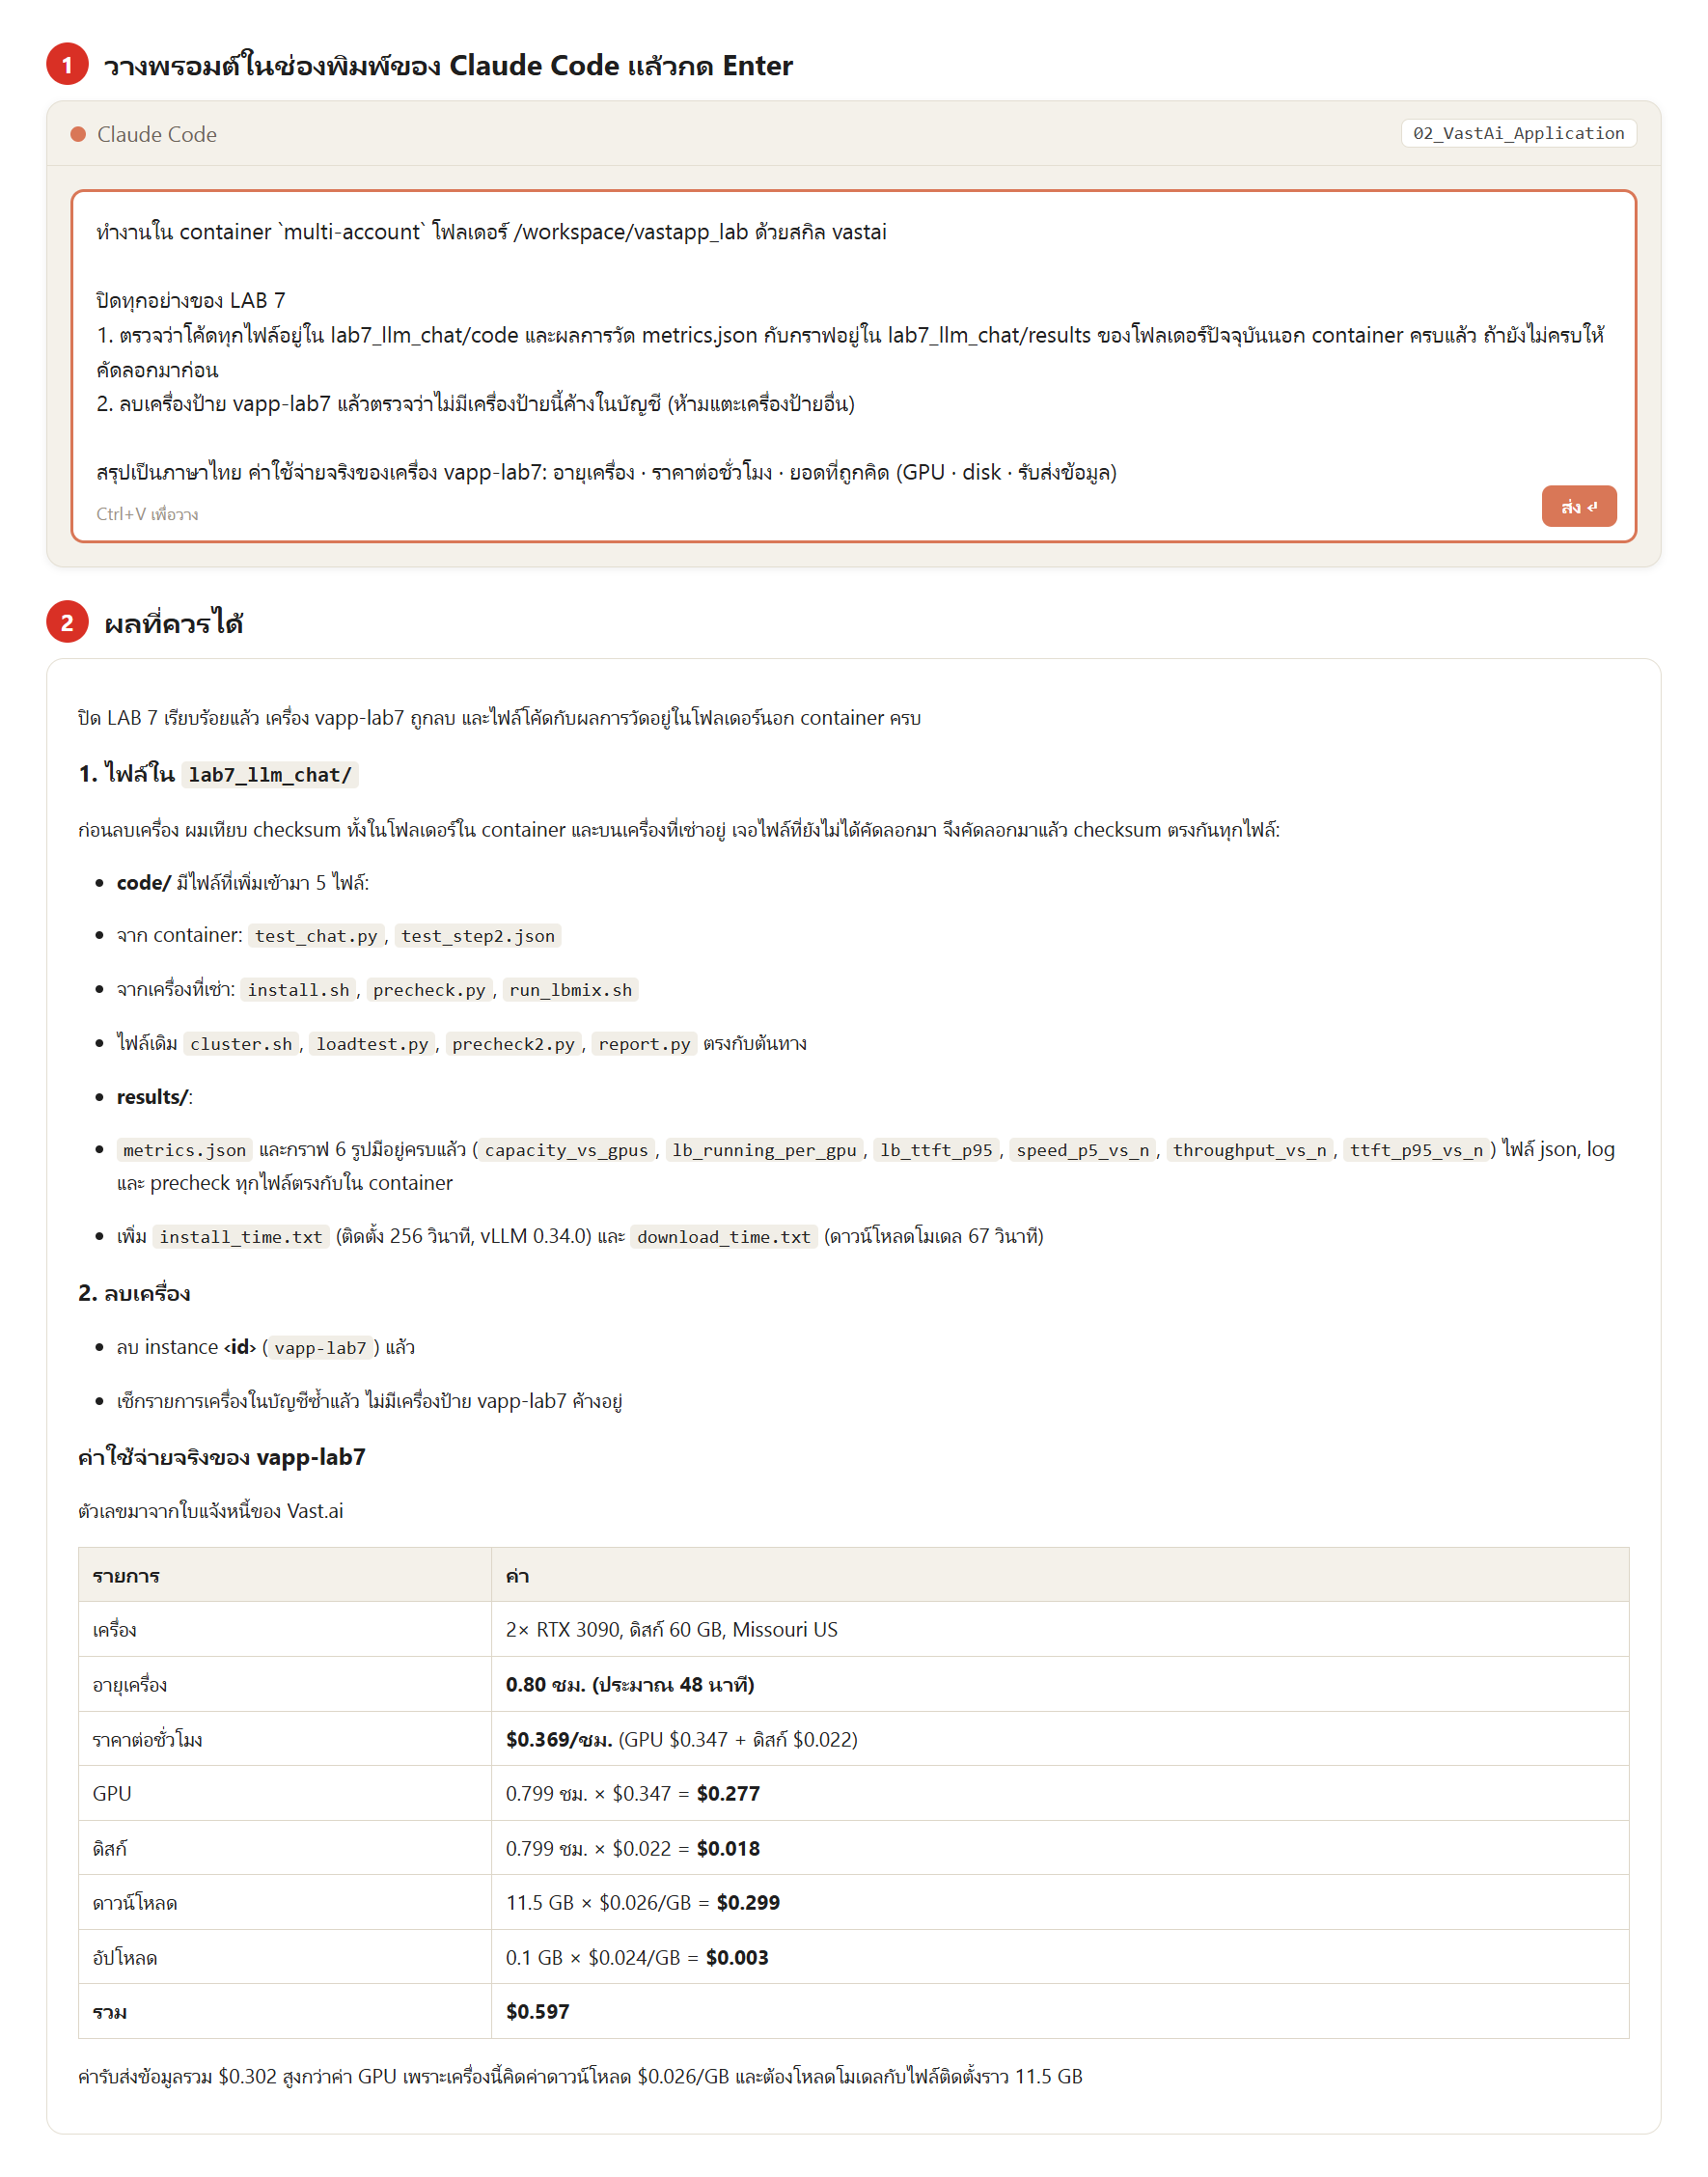 1 วางพรอมต์ในช่องพิมพ์ของ Claude Code แล้วกด Enter
Claude Code
02_VastAi_Application
ทำงานใน container `multi-account` โฟลเดอร์ /workspace/vastapp_lab ด้วยสกิล vastai
ปิดทุกอย่างของ LAB 7
1. ตรวจว่าโค้ดทุกไฟล์อยู่ใน lab7_llm_chat/code และผลการวัด metrics.json กับกราฟอยู่ใน lab7_llm_chat/results ของโฟลเดอร์ปัจจุบันนอก container ครบแล้ว ถ้ายังไม่ครบให้
คัดลอกมาก่อน
2. ลบเครื่องป้าย vapp-lab7 แล้วตรวจว่าไม่มีเครื่องป้ายนี้ค้างในบัญชี (ห้ามแตะเครื่องป้ายอื่น)
สรุปเป็นภาษาไทย ค่าใช้จ่ายจริงของเครื่อง vapp-lab7: อายุเครื่อง · ราคาต่อชั่วโมง · ยอดที่ถูกคิด (GPU · disk · รับส่งข้อมูล)
Ctrl+V เพื่อวาง
ส่ง ↵
2 ผลที่ควรได้
ปิด LAB 7 เรียบร้อยแล้ว เครื่อง vapp-lab7 ถูกลบ และไฟล์โค้ดกับผลการวัดอยู่ในโฟลเดอร์นอก container ครบ
1. ไฟล์ใน lab7_llm_chat/
ก่อนลบเครื่อง ผมเทียบ checksum ทั้งในโฟลเดอร์ใน container และบนเครื่องที่เช่าอยู่ เจอไฟล์ที่ยังไม่ได้คัดลอกมา จึงคัดลอกมาแล้ว checksum ตรงกันทุกไฟล์:
• code/ มีไฟล์ที่เพิ่มเข้ามา 5 ไฟล์:
• จาก container: test_chat.py, test_step2.json
• จากเครื่องที่เช่า: install.sh, precheck.py, run_lbmix.sh
• ไฟล์เดิม cluster.sh, loadtest.py, precheck2.py, report.py ตรงกับต้นทาง
• results/:
• metrics.json และกราฟ 6 รูปมีอยู่ครบแล้ว (capacity_vs_gpus, lb_running_per_gpu, lb_ttft_p95, speed_p5_vs_n, throughput_vs_n, ttft_p95_vs_n) ไฟล์ json, log
และ precheck ทุกไฟล์ตรงกับใน container
• เพิ่ม install_time.txt (ติดตั้ง 256 วินาที, vLLM 0.34.0) และ download_time.txt (ดาวน์โหลดโมเดล 67 วินาที)
2. ลบเครื่อง
• ลบ instance <id> (vapp-lab7) แล้ว
• เช็กรายการเครื่องในบัญชีซ้ำแล้ว ไม่มีเครื่องป้าย vapp-lab7 ค้างอยู่
ค่าใช้จ่ายจริงของ vapp-lab7
ตัวเลขมาจากใบแจ้งหนี้ของ Vast.ai
รายการ ค่า
เครื่อง 2× RTX 3090, ดิสก์ 60 GB, Missouri US
อายุเครื่อง 0.80 ชม. (ประมาณ 48 นาที)
ราคาต่อชั่วโมง $0.369/ชม. (GPU $0.347 + ดิสก์ $0.022)
GPU 0.799 ชม. × $0.347 = $0.277
ดิสก์ 0.799 ชม. × $0.022 = $0.018
ดาวน์โหลด 11.5 GB × $0.026/GB = $0.299
อัปโหลด 0.1 GB × $0.024/GB = $0.003
รวม $0.597
ค่ารับส่งข้อมูลรวม $0.302 สูงกว่าค่า GPU เพราะเครื่องนี้คิดค่าดาวน์โหลด $0.026/GB และต้องโหลดโมเดลกับไฟล์ติดตั้งราว 11.5 GB